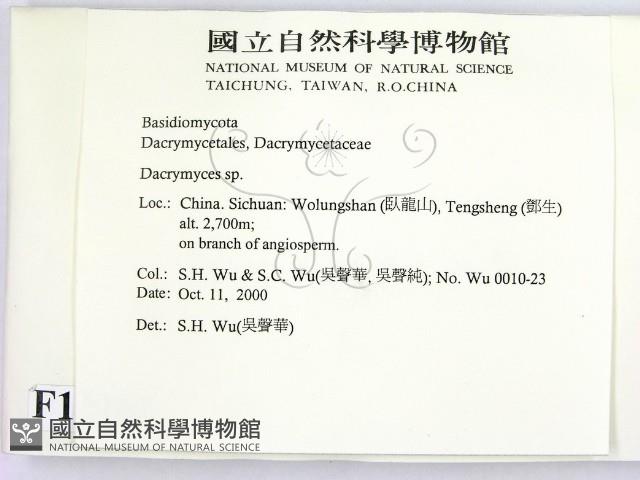 國立自然科學博物館
NATIONAL MUSEUM OF NATURAL SCIENCE
TAICHUNG, TAIWAN, R.O.CHINA
Basidiomycota
Dacrymycetales, Dacrymycetaceae
Dacrymyces sp.
Loc.: China. Sichuan: Wolungshan (臥龍山), Tengsheng (鄧生)
alt. 2,700m;
on branch of angiosperm.
Col.: S.H. Wu & S.C. Wu(吳聲華, 吳聲純); No. Wu 0010-23
Date: Oct. 11, 2000
Det.: S.H. Wu(吳聲華)
F1
國立自然科學博物館
NATIONAL MUSEUM OF NATURAL SCIENCE